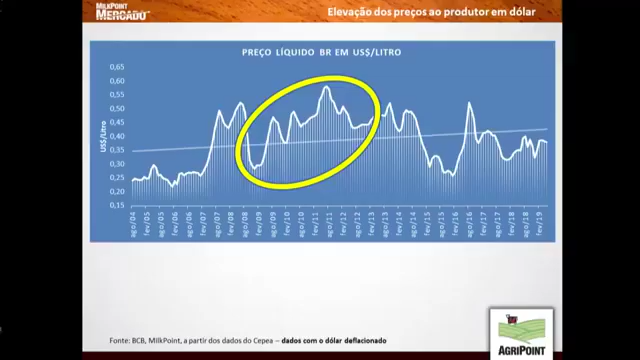 MILKPOINT
MERCADO
Elevação dos preços ao produtor em dólar
PREÇO LÍQUIDO BR EM US$/LITRO
US$/Litro
0,65
0,60
0,55
0,50
0,45
0,40
0,35
0,30
0,25
0,20
0,15
ago/04
fev/05
ago/05
fev/06
ago/06
fev/07
ago/07
fev/08
ago/08
fev/09
ago/09
fev/10
ago/10
fev/11
ago/11
fev/12
ago/12
fev/13
ago/13
fev/14
ago/14
fev/15
ago/15
fev/16
ago/16
fev/17
ago/17
fev/18
ago/18
fev/19
Fonte: BCB, MilkPoint, a partir dos dados do Cepea – dados com o dólar deflacionado
AGRIPOINT